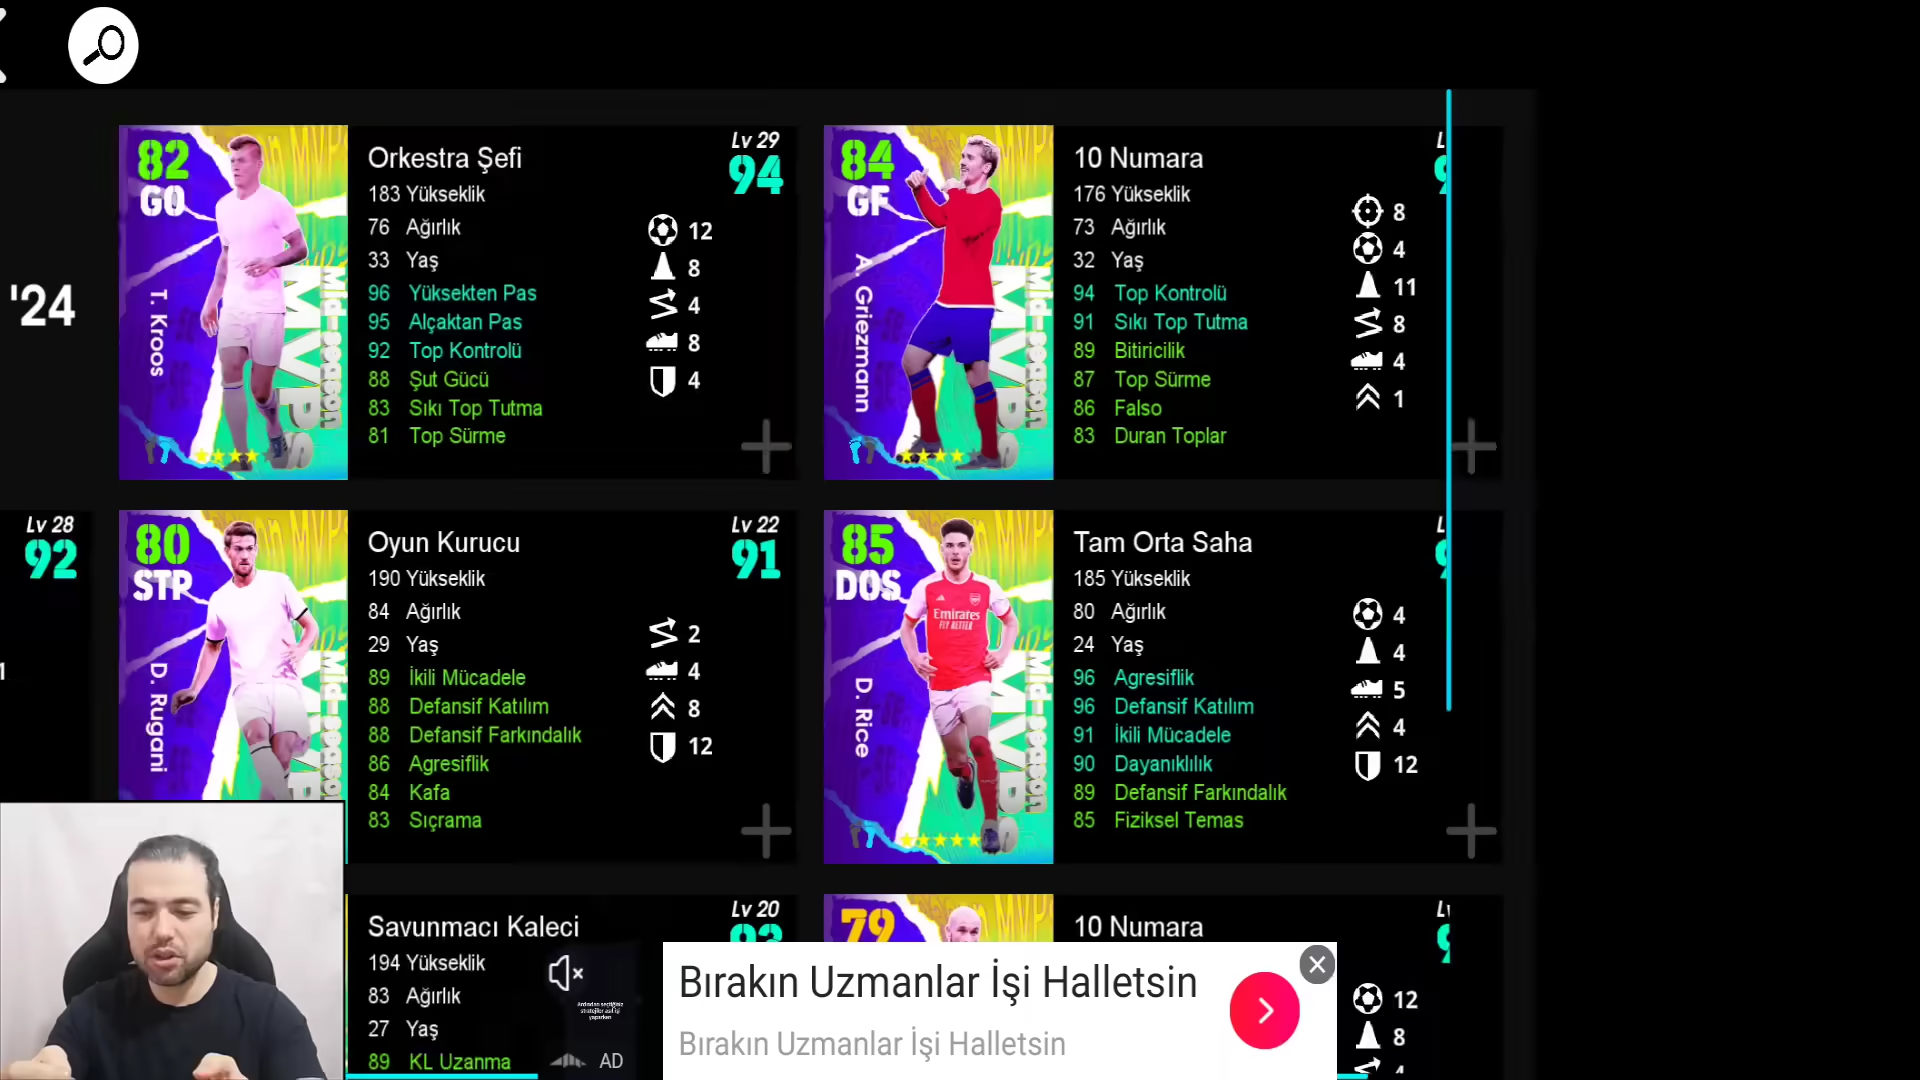 '24
82
GO
T. Kroos
Mid-season
MVPS
Orkestra Şefi
183 Yükseklik
76 Ağırlık
33 Yaş
96 Yüksekten Pas
95 Alçaktan Pas
92 Top Kontrolü
88 Şut Gücü
83 Sıkı Top Tutma
81 Top Sürme
Lv 29
94
12
8
4
8
4
84
GF
A. Griezmann
Mid-season
MVPS
10 Numara
176 Yükseklik
73 Ağırlık
32 Yaş
94 Top Kontrolü
91 Sıkı Top Tutma
89 Bitiricilik
87 Top Sürme
86 Falso
83 Duran Toplar
8
4
11
8
4
1
Lv 28
92
80
STP
D. Rugani
Mid-season
Oyun Kurucu
190 Yükseklik
84 Ağırlık
29 Yaş
89 İkili Mücadele
88 Defansif Katılım
88 Defansif Farkındalık
86 Agresiflik
84 Kafa
83 Sıçrama
Lv 22
91
2
4
8
12
85
DOS
D. Rice
Emirates
FLY BETTER
Mid-season
MVPS
Tam Orta Saha
185 Yükseklik
80 Ağırlık
24 Yaş
96 Agresiflik
96 Defansif Katılım
91 İkili Mücadele
90 Dayanıklılık
89 Defansif Farkındalık
85 Fiziksel Temas
4
4
5
4
12
Savunmacı Kaleci
194 Yükseklik
83 Ağırlık
27 Yaş
89 KL Uzanma
Lv 20
93
79
10 Numara
12
8
4
AD
Bırakın Uzmanlar İşi Halletsin
Bırakın Uzmanlar İşi Halletsin